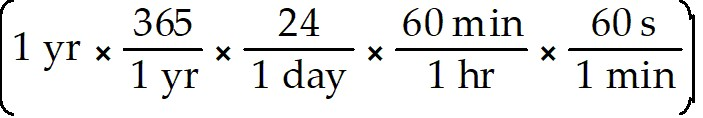 (1 yr × 365/1 yr × 24/1 day × 60 min/1 hr × 60 s/1 min)